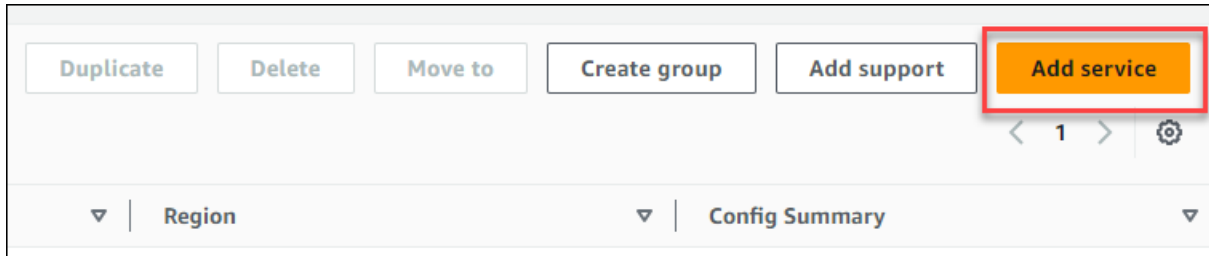 Duplicate Delete Move to Create group Add support Add service
1
Region Config Summary